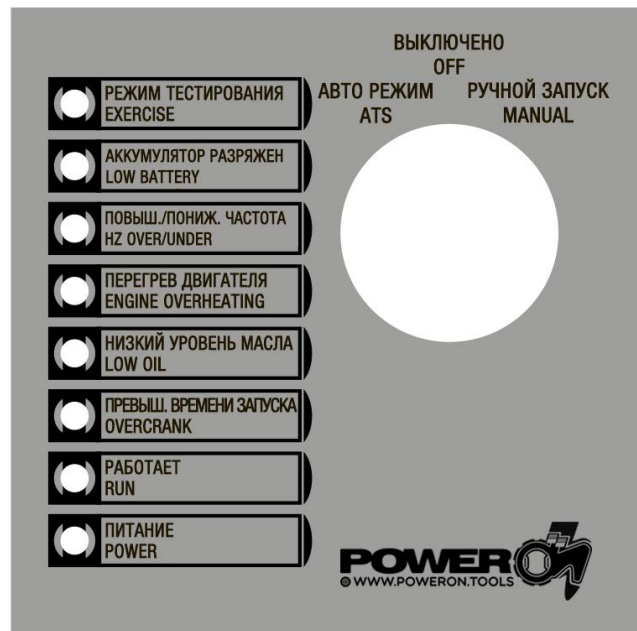 ВЫКЛЮЧЕНО
OFF
АВТО РЕЖИМ
ATS
РУЧНОЙ ЗАПУСК
MANUAL
РЕЖИМ ТЕСТИРОВАНИЯ
EXERCISE
АККУМУЛЯТОР РАЗРЯЖЕН
LOW BATTERY
ПОВЫШ./ПОНИЖ. ЧАСТОТА
HZ OVER/UNDER
ПЕРЕГРЕВ ДВИГАТЕЛЯ
ENGINE OVERHEATING
НИЗКИЙ УРОВЕНЬ МАСЛА
LOW OIL
ПРЕВЫШ. ВРЕМЕНИ ЗАПУСКА
OVERCRANK
РАБОТАЕТ
RUN
ПИТАНИЕ
POWER
POWERON
WWW.POWERON.TOOLS